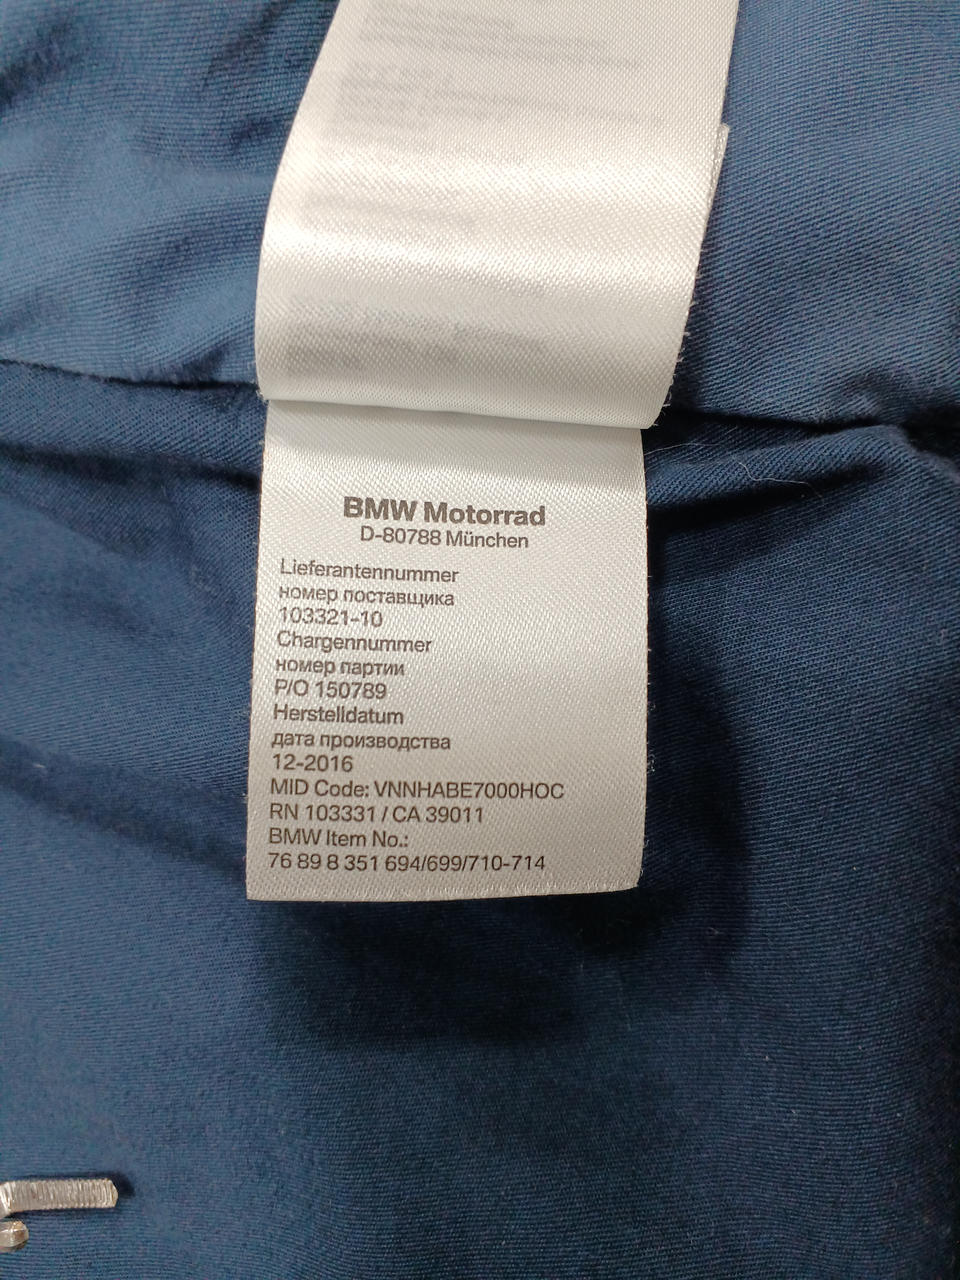 BMW Motorrad
D-80788 München
Lieferantennummer
номер поставщика
103321-10
Chargennummer
номер партии
P/O 150789
Herstelldatum
дата производства
12-2016
MID Code: VNNHABE7000HOC
RN 103331 / CA 39011
BMW Item No.:
76 89 8 351 694/699/710-714